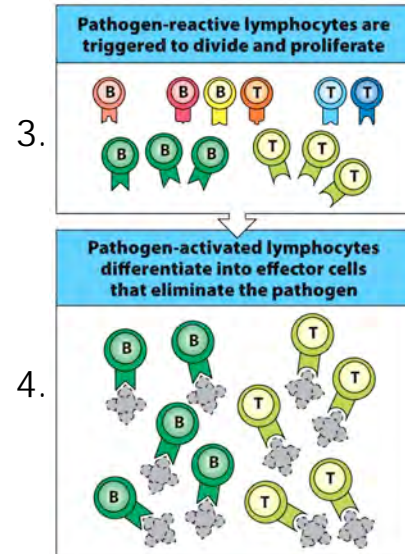 Pathogen-reactive lymphocytes are
triggered to divide and proliferate
3.
B B B T T T
B B B T T T
Pathogen-activated lymphocytes
differentiate into effector cells
that eliminate the pathogen
4.
B B T
T T
B B
B T T